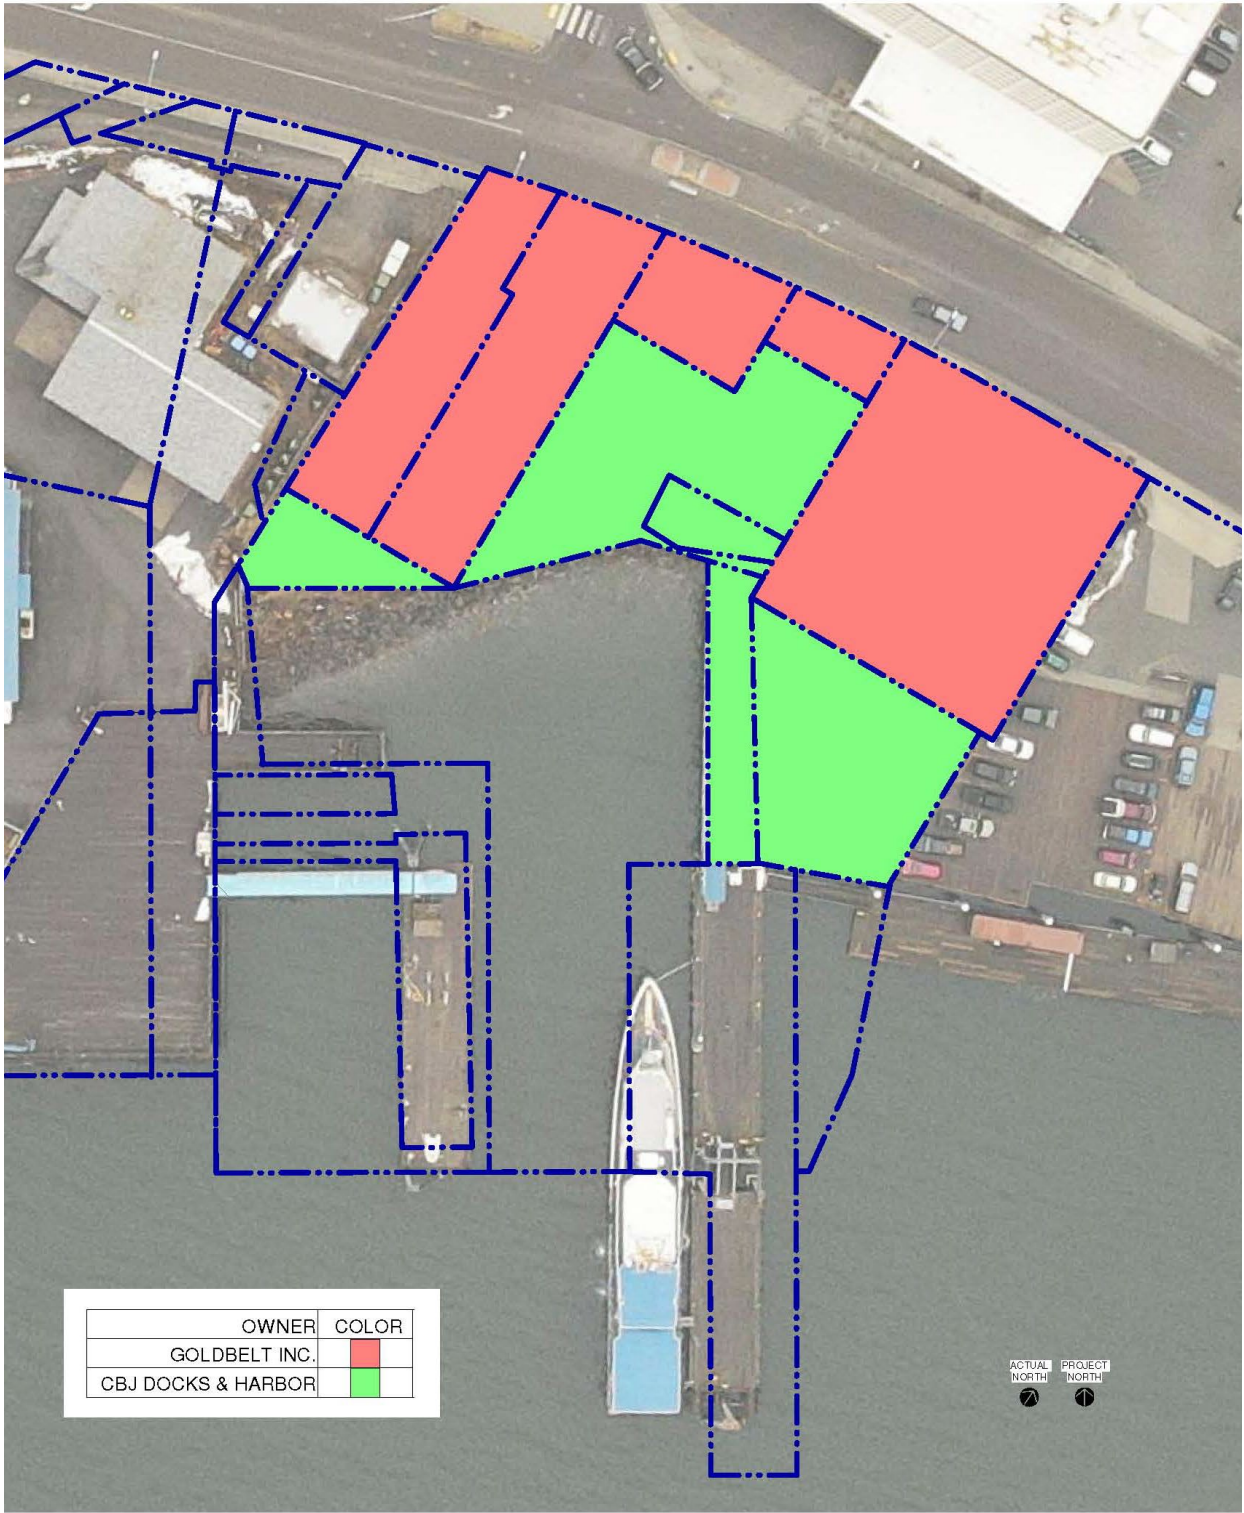 OWNER COLOR
GOLDBELT INC.
CBJ DOCKS & HARBOR
ACTUAL NORTH
PROJECT NORTH